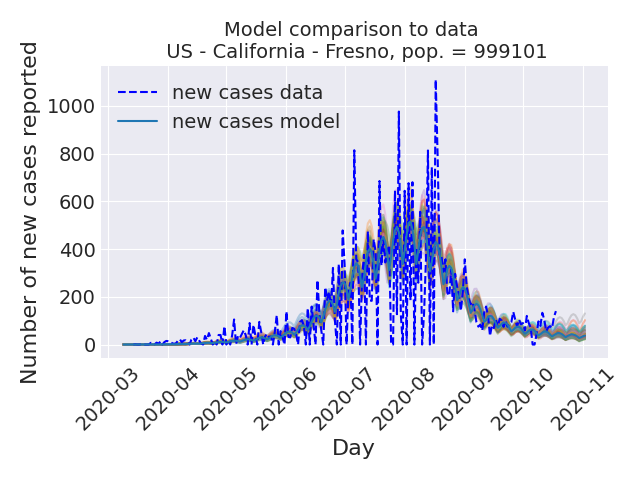 Model comparison to data
US - California - Fresno, pop. = 999101
Number of new cases reported
new cases data
new cases model
1000
800
600
400
200
0
2020-03
2020-04
2020-05
2020-06
2020-07
2020-08
2020-09
2020-10
2020-11
Day